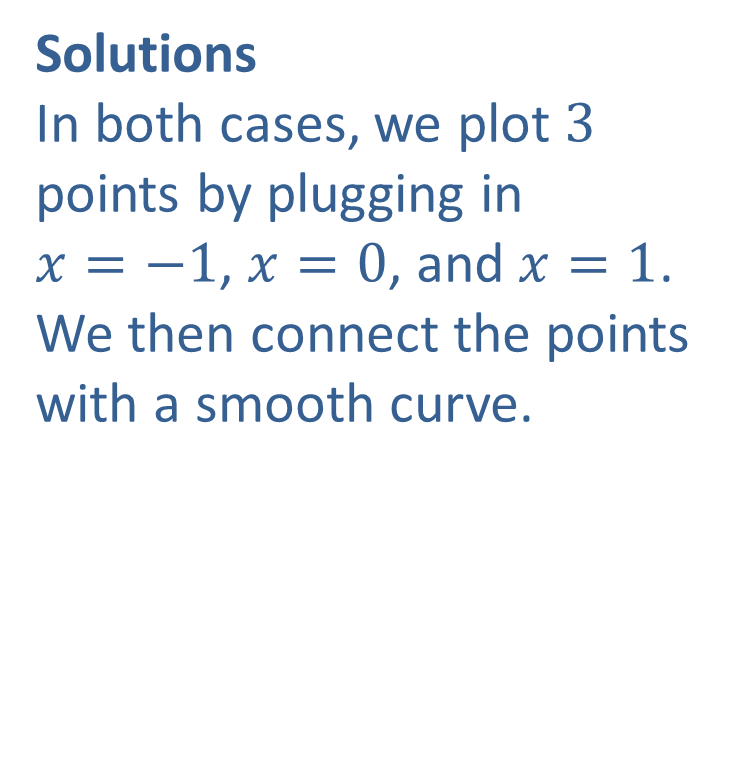 Solutions
In both cases, we plot 3
points by plugging in
x = −1, x = 0, and x = 1.
We then connect the points
with a smooth curve.